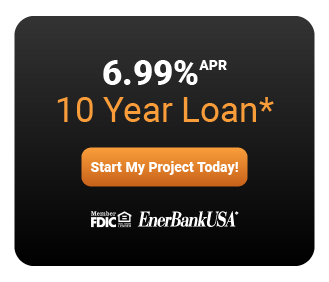 6.99% APR
10 Year Loan*
Start My Project Today!
Member
FDIC
EnerBankUSA®